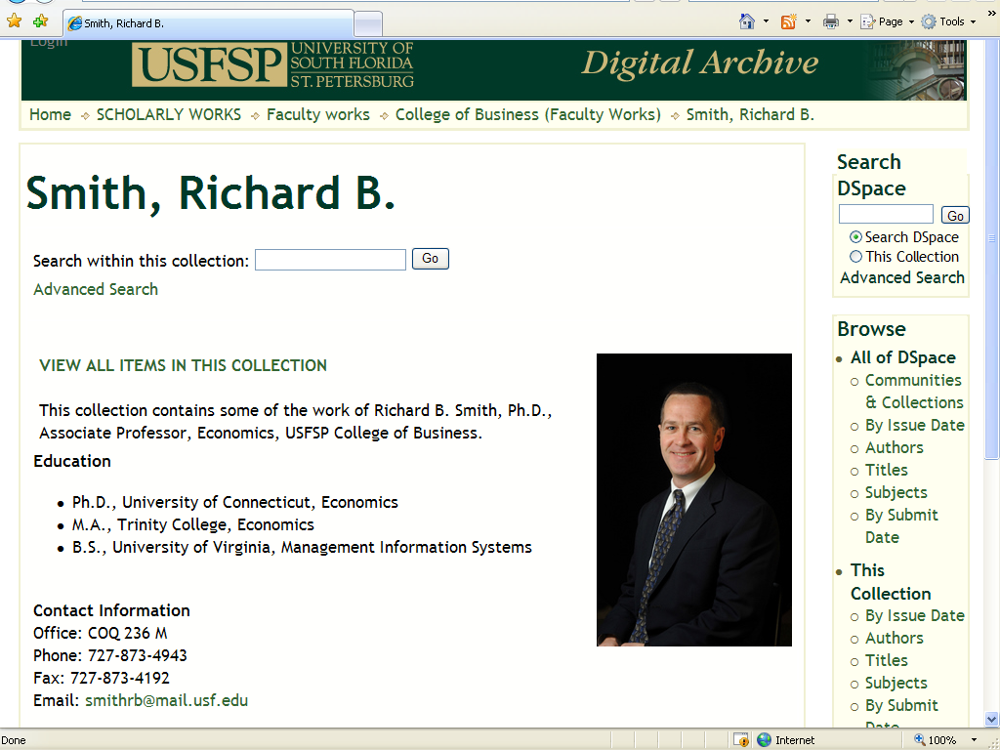 Smith, Richard B.
Page
Tools
Login
USFSP UNIVERSITY OF
SOUTH FLORIDA
ST. PETERSBURG
Digital Archive
Home SCHOLARLY WORKS Faculty works College of Business (Faculty Works) Smith, Richard B.
Smith, Richard B.
Search within this collection: Go
Advanced Search
VIEW ALL ITEMS IN THIS COLLECTION
This collection contains some of the work of Richard B. Smith, Ph.D.,
Associate Professor, Economics, USFSP College of Business.
Education
• Ph.D., University of Connecticut, Economics
• M.A., Trinity College, Economics
• B.S., University of Virginia, Management Information Systems
Contact Information
Office: COQ 236 M
Phone: 727-873-4943
Fax: 727-873-4192
Email: smithrb@mail.usf.edu
Search
DSpace
Go
Search DSpace
This Collection
Advanced Search
Browse
All of DSpace
Communities
& Collections
By Issue Date
Authors
Titles
Subjects
By Submit
Date
This
Collection
By Issue Date
Authors
Titles
Subjects
By Submit
Date
Done
Internet
100%